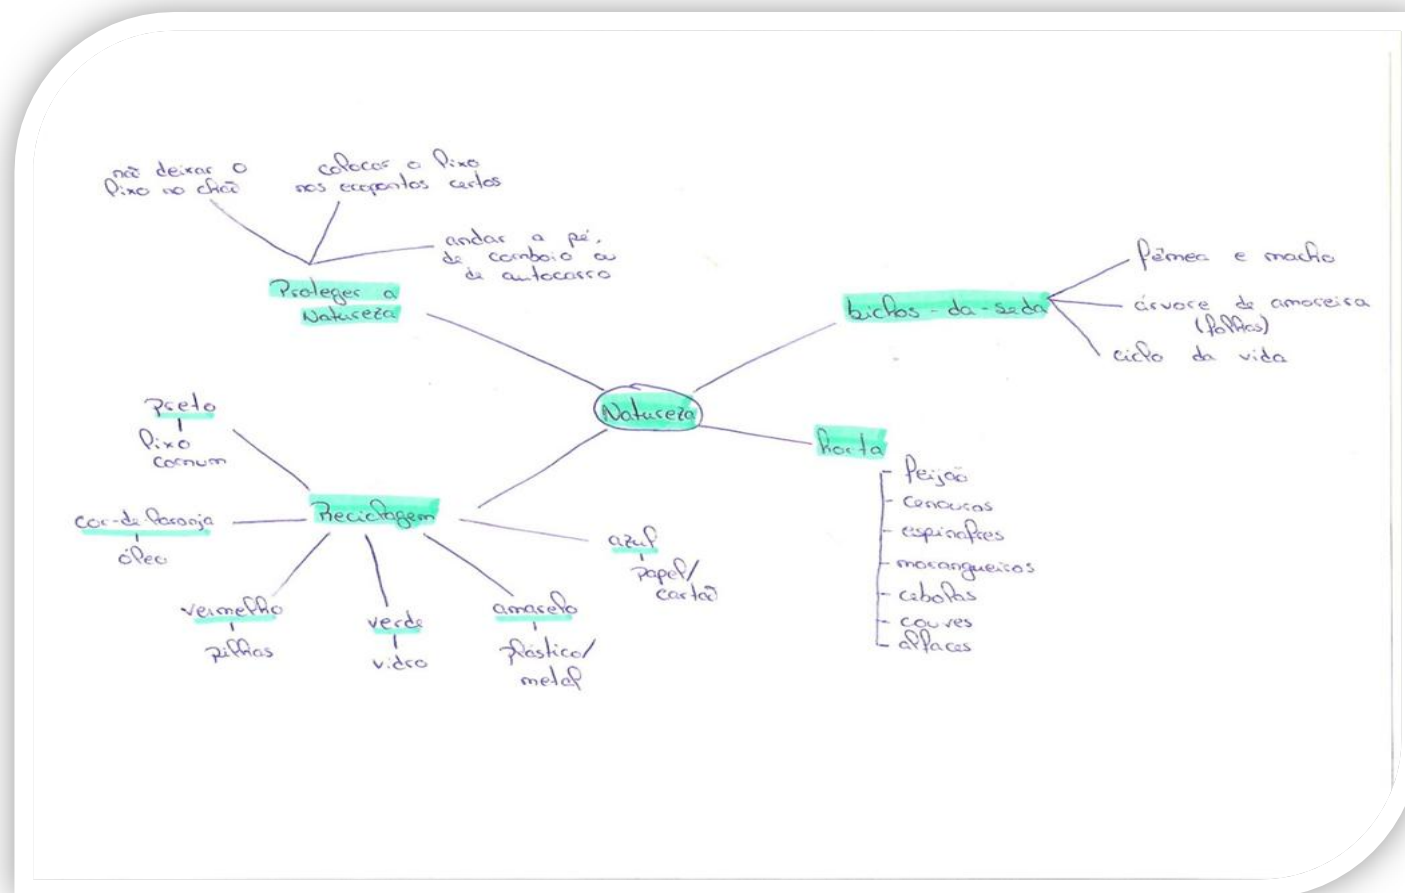 não deixar o
lixo no chão
colocar o lixo
nos ecopontos certos
andar a pé,
de comboio ou
de autocarro
Proteger a
Natureza
bichos-da-seda
fêmea e macho
árvore de amoreira
(folhas)
ciclo da vida
Natureza
horta
feijão
cenouras
espinafres
morangueiros
cebolas
couves
alfaces
Reciclagem
preto
lixo
comum
cor-de-laranja
óleo
vermelho
pilhas
verde
vidro
amarelo
plástico/
metal
azul
papel/
cartão